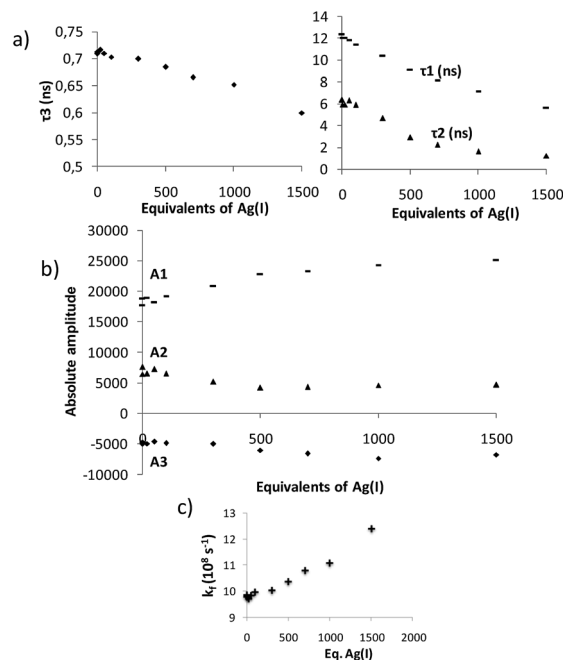 a)
0,75
0,7
0,65
0,6
0,55
0,5
τ3 (ns)
0 500 1000 1500
Equivalents of Ag(I)
14
12
10
8
6
4
2
0
τ1 (ns)
τ2 (ns)
0 500 1000 1500
Equivalents of Ag(I)
b)
30000
25000
20000
15000
10000
5000
0
-5000
-10000
Absolute amplitude
A1
A2
A3
0 500 1000 1500
Equivalents of Ag(I)
c)
13
12
11
10
9
kf (10⁸ s⁻¹)
0 500 1000 1500 2000
Eq. Ag(I)